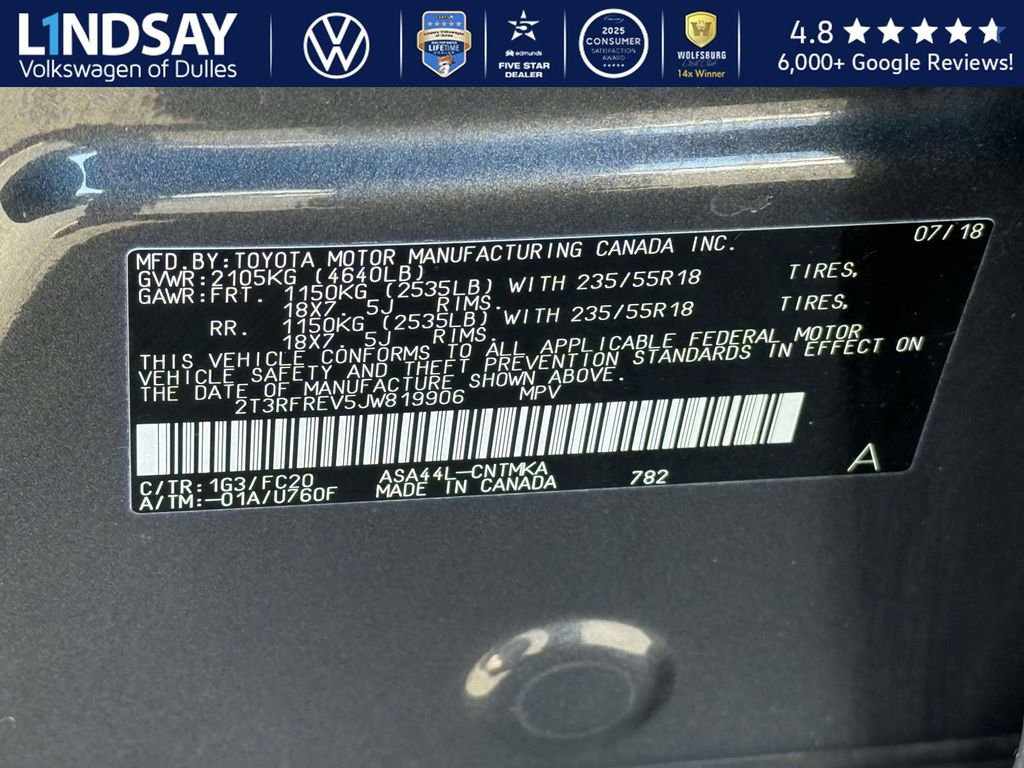 L1NDSAY
Volkswagen of Dulles
LIFETIME
edmunds
FIVE STAR
DEALER
2025
CONSUMER
SATISFACTION
AWARD
WOLFSBURG
14x Winner
4.8
6,000+ Google Reviews!
07/18
MFD.BY:TOYOTA MOTOR MANUFACTURING CANADA INC.
GVWR:2105KG (4640LB)
GAWR:FRT. 1150KG (2535LB) WITH 235/55R18 TIRES,
18X7.5J RIMS.
RR. 1150KG (2535LB) WITH 235/55R18 TIRES,
18X7.5J RIMS.
THIS VEHICLE CONFORMS TO ALL APPLICABLE FEDERAL MOTOR
VEHICLE SAFETY AND THEFT PREVENTION STANDARDS IN EFFECT ON
THE DATE OF MANUFACTURE SHOWN ABOVE.
2T3RFREV5JW819906 MPV
C/TR: 1G3/FC20 ASA44L-CNTMKA 782 A
A/TM:-01A/U760F MADE IN CANADA